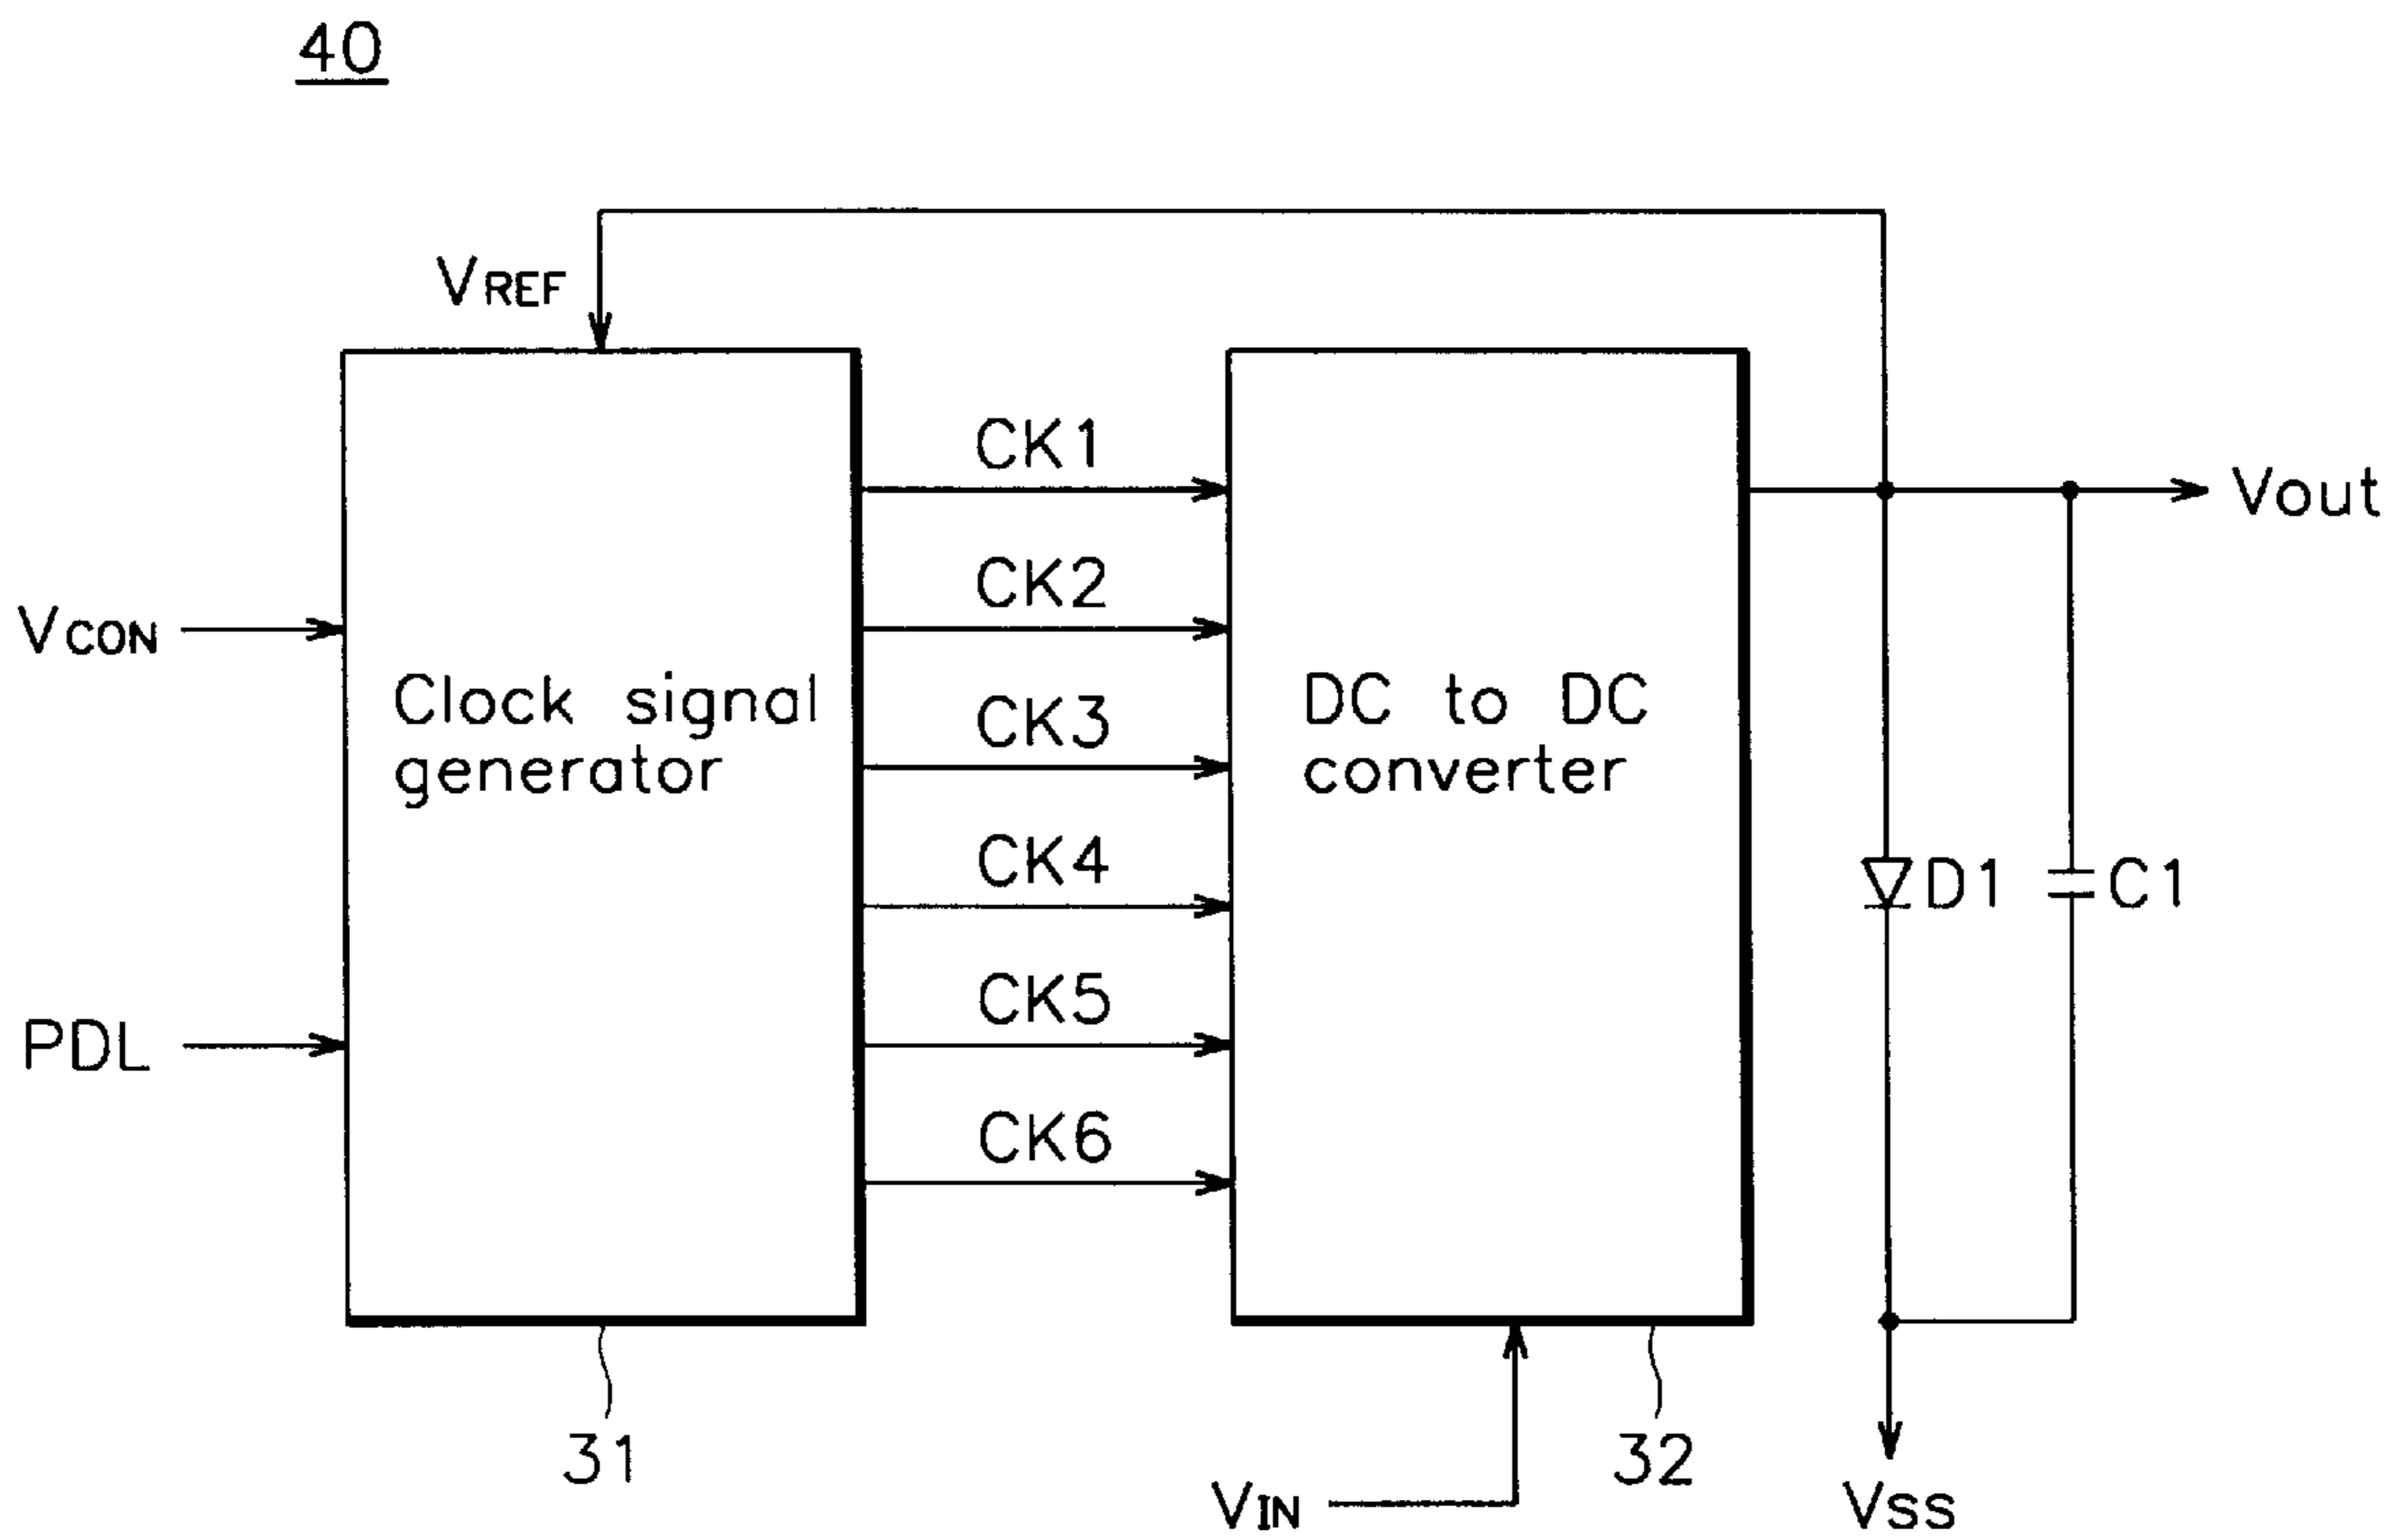 40
VREF
CK1
Vout
CK2
VCON
Clock signal
generator
CK3
DC to DC
converter
CK4
D1
C1
CK5
PDL
CK6
31
32
VIN
VSS